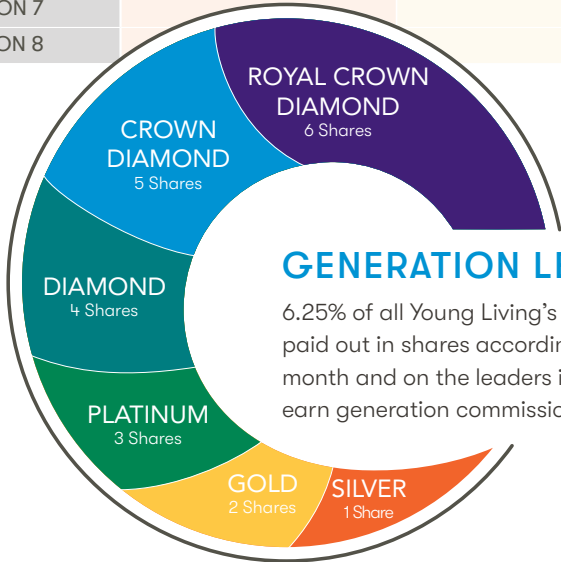 ON 7
ON 8
ROYAL CROWN
DIAMOND
6 Shares
CROWN
DIAMOND
5 Shares
DIAMOND
4 Shares
PLATINUM
3 Shares
GOLD
2 Shares
SILVER
1 Share
GENERATION
6.25% of all Young Living's
paid out in shares
month and on the leaders
earn generation